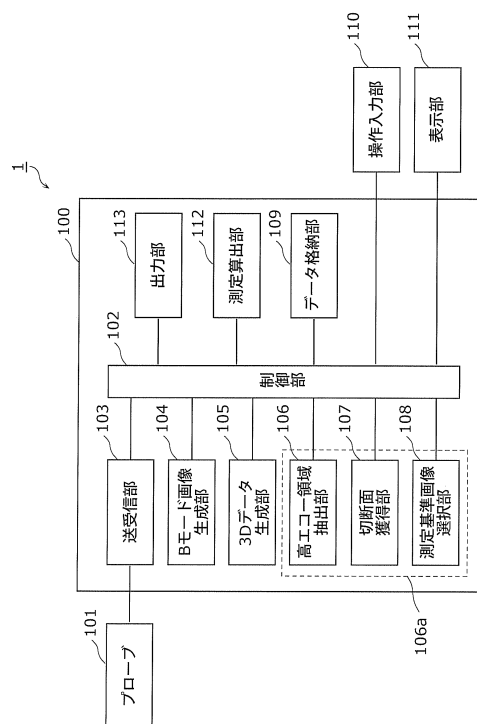 1
100
101
プローブ
103
送受信部
104
Bモード画像
生成部
105
3Dデータ
生成部
106
高エコー領域
抽出部
107
切断面
獲得部
108
測定基準画像
選択部
106a
102
制御部
113
出力部
112
測定算出部
109
データ格納部
110
操作入力部
111
表示部